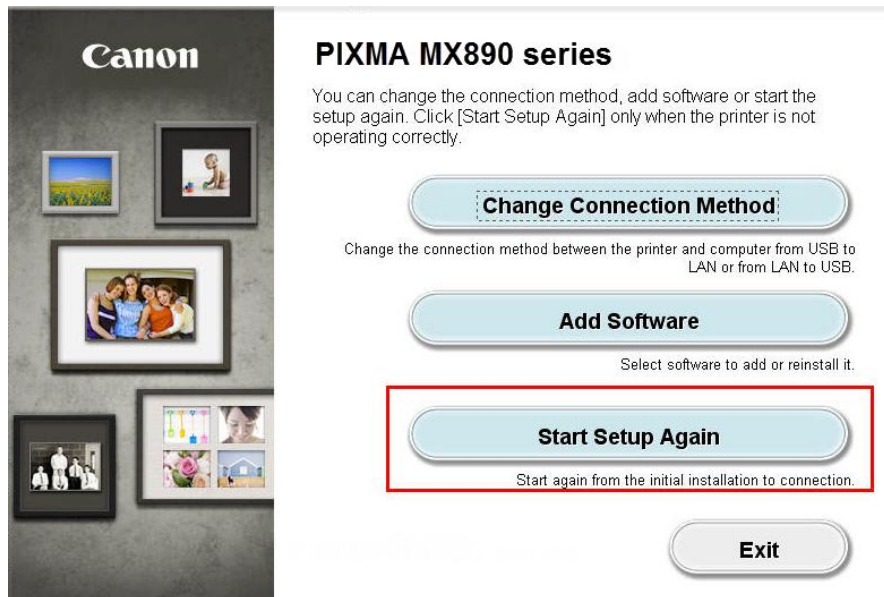 Canon
PIXMA MX890 series
You can change the connection method, add software or start the
setup again. Click [Start Setup Again] only when the printer is not
operating correctly.
Change Connection Method
Change the connection method between the printer and computer from USB to
LAN or from LAN to USB.
Add Software
Select software to add or reinstall it.
Start Setup Again
Start again from the initial installation to connection.
Exit